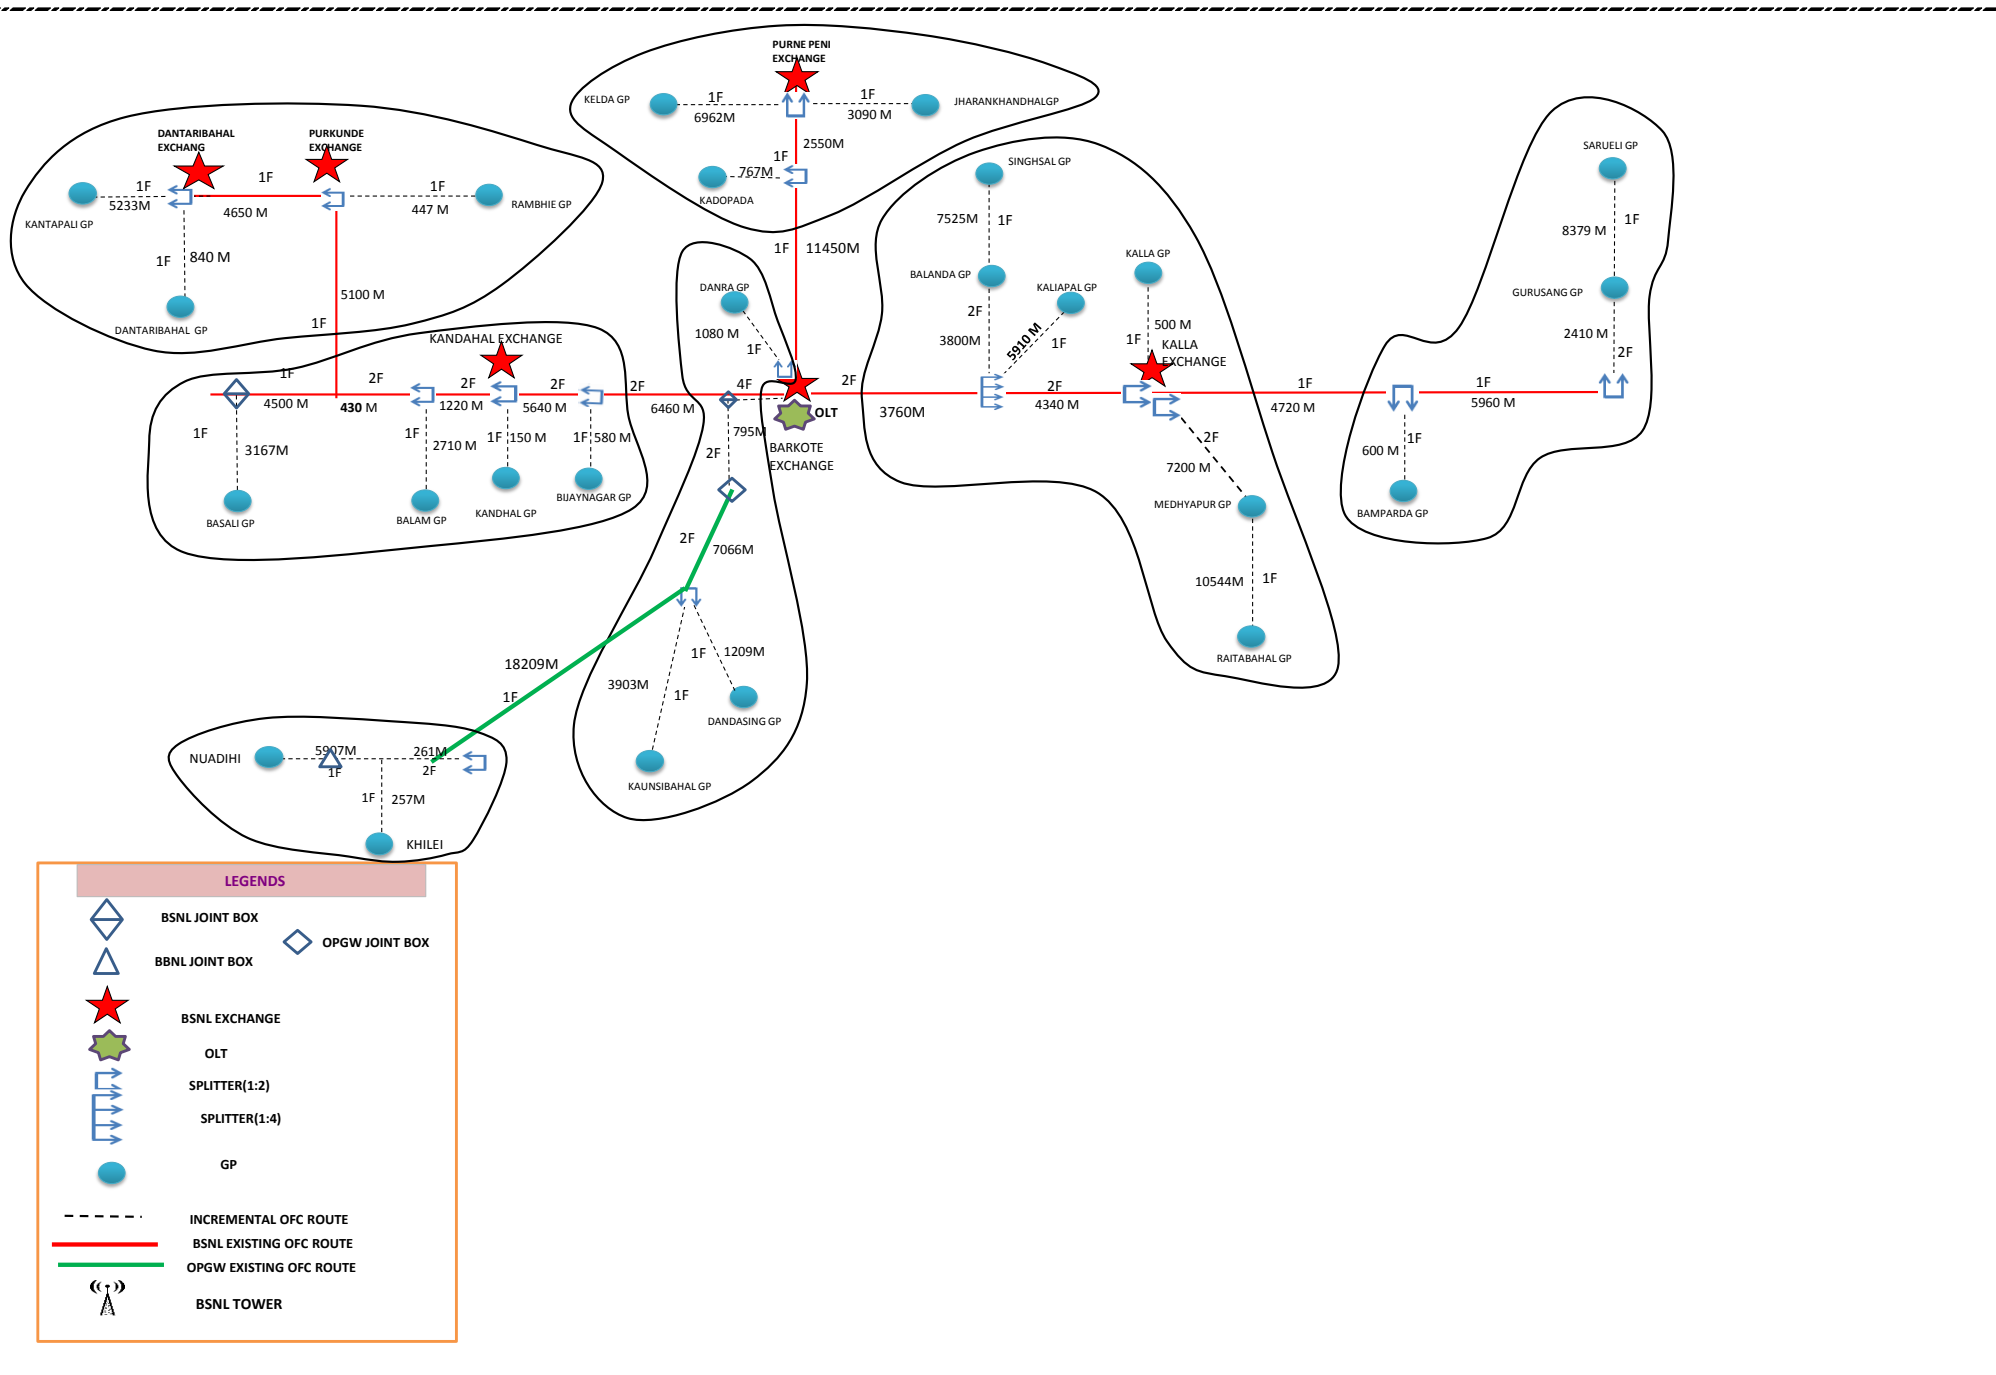 PURNE PENI
EXCHANGE
KELDA GP
1F
6962M
1F
3090 M
JHARANKHANDHALGP
2550M
1F
767M
KADOPADA
1F
11450M
DANTARIBAHAL
EXCHANG
PURKUNDE
EXCHANGE
1F
5233M
KANTAPALI GP
1F
4650 M
1F
447 M
RAMBHIE GP
1F
840 M
DANTARIBAHAL GP
5100 M
1F
KANDAHAL EXCHANGE
1F
4500 M
2F
430 M
2F
1220 M
2F
5640 M
2F
6460 M
1F
3167M
BASALI GP
1F
2710 M
BALAM GP
1F
150 M
KANDHAL GP
1F
580 M
BIJAYNAGAR GP
DANRA GP
1080 M
1F
4F
2F
OLT
BARKOTE
EXCHANGE
795M
2F
2F
7066M
1F
1209M
3903M
1F
DANDASING GP
KAUNSIBAHAL GP
18209M
1F
NUADIHI
5907M
1F
261M
2F
1F
257M
KHILEI
SINGHSAL GP
7525M
1F
BALANDA GP
2F
3800M
KALIAPAL GP
5910 M
1F
KALLA GP
500 M
1F
KALLA
EXCHANGE
3760M
2F
4340 M
1F
4720 M
1F
5960 M
2F
7200 M
MEDHYAPUR GP
10544M
1F
RAITABAHAL GP
SARUELI GP
1F
8379 M
GURUSANG GP
2410 M
2F
600 M
1F
BAMPARDA GP
LEGENDS
BSNL JOINT BOX
OPGW JOINT BOX
BBNL JOINT BOX
BSNL EXCHANGE
OLT
SPLITTER(1:2)
SPLITTER(1:4)
GP
INCREMENTAL OFC ROUTE
BSNL EXISTING OFC ROUTE
OPGW EXISTING OFC ROUTE
BSNL TOWER